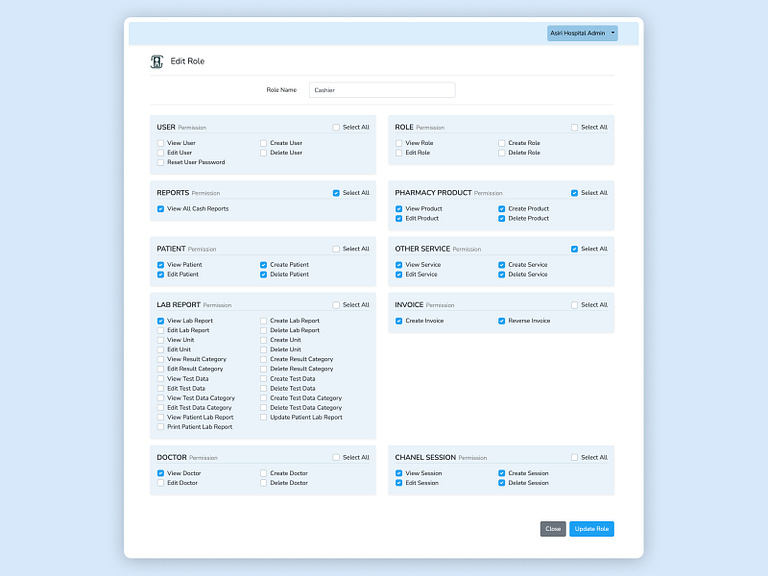 Asiri Hospital Admin
Edit Role
Role Name Cashier
USER Permission Select All
View User Create User
Edit User Delete User
Reset User Password
ROLE Permission Select All
View Role Create Role
Edit Role Delete Role
REPORTS Permission Select All
View All Cash Reports
PHARMACY PRODUCT Permission Select All
View Product Create Product
Edit Product Delete Product
PATIENT Permission Select All
View Patient Create Patient
Edit Patient Delete Patient
OTHER SERVICE Permission Select All
View Service Create Service
Edit Service Delete Service
LAB REPORT Permission Select All
View Lab Report Create Lab Report
Edit Lab Report Delete Lab Report
View Unit Create Unit
Edit Unit Delete Unit
View Result Category Create Result Category
Edit Result Category Delete Result Category
View Test Data Create Test Data
Edit Test Data Delete Test Data
View Test Data Category Create Test Data Category
Edit Test Data Category Delete Test Data Category
View Patient Lab Report Update Patient Lab Report
Print Patient Lab Report
INVOICE Permission Select All
Create Invoice Reverse Invoice
DOCTOR Permission Select All
View Doctor Create Doctor
Edit Doctor Delete Doctor
CHANEL SESSION Permission Select All
View Session Create Session
Edit Session Delete Session
Close Update Role